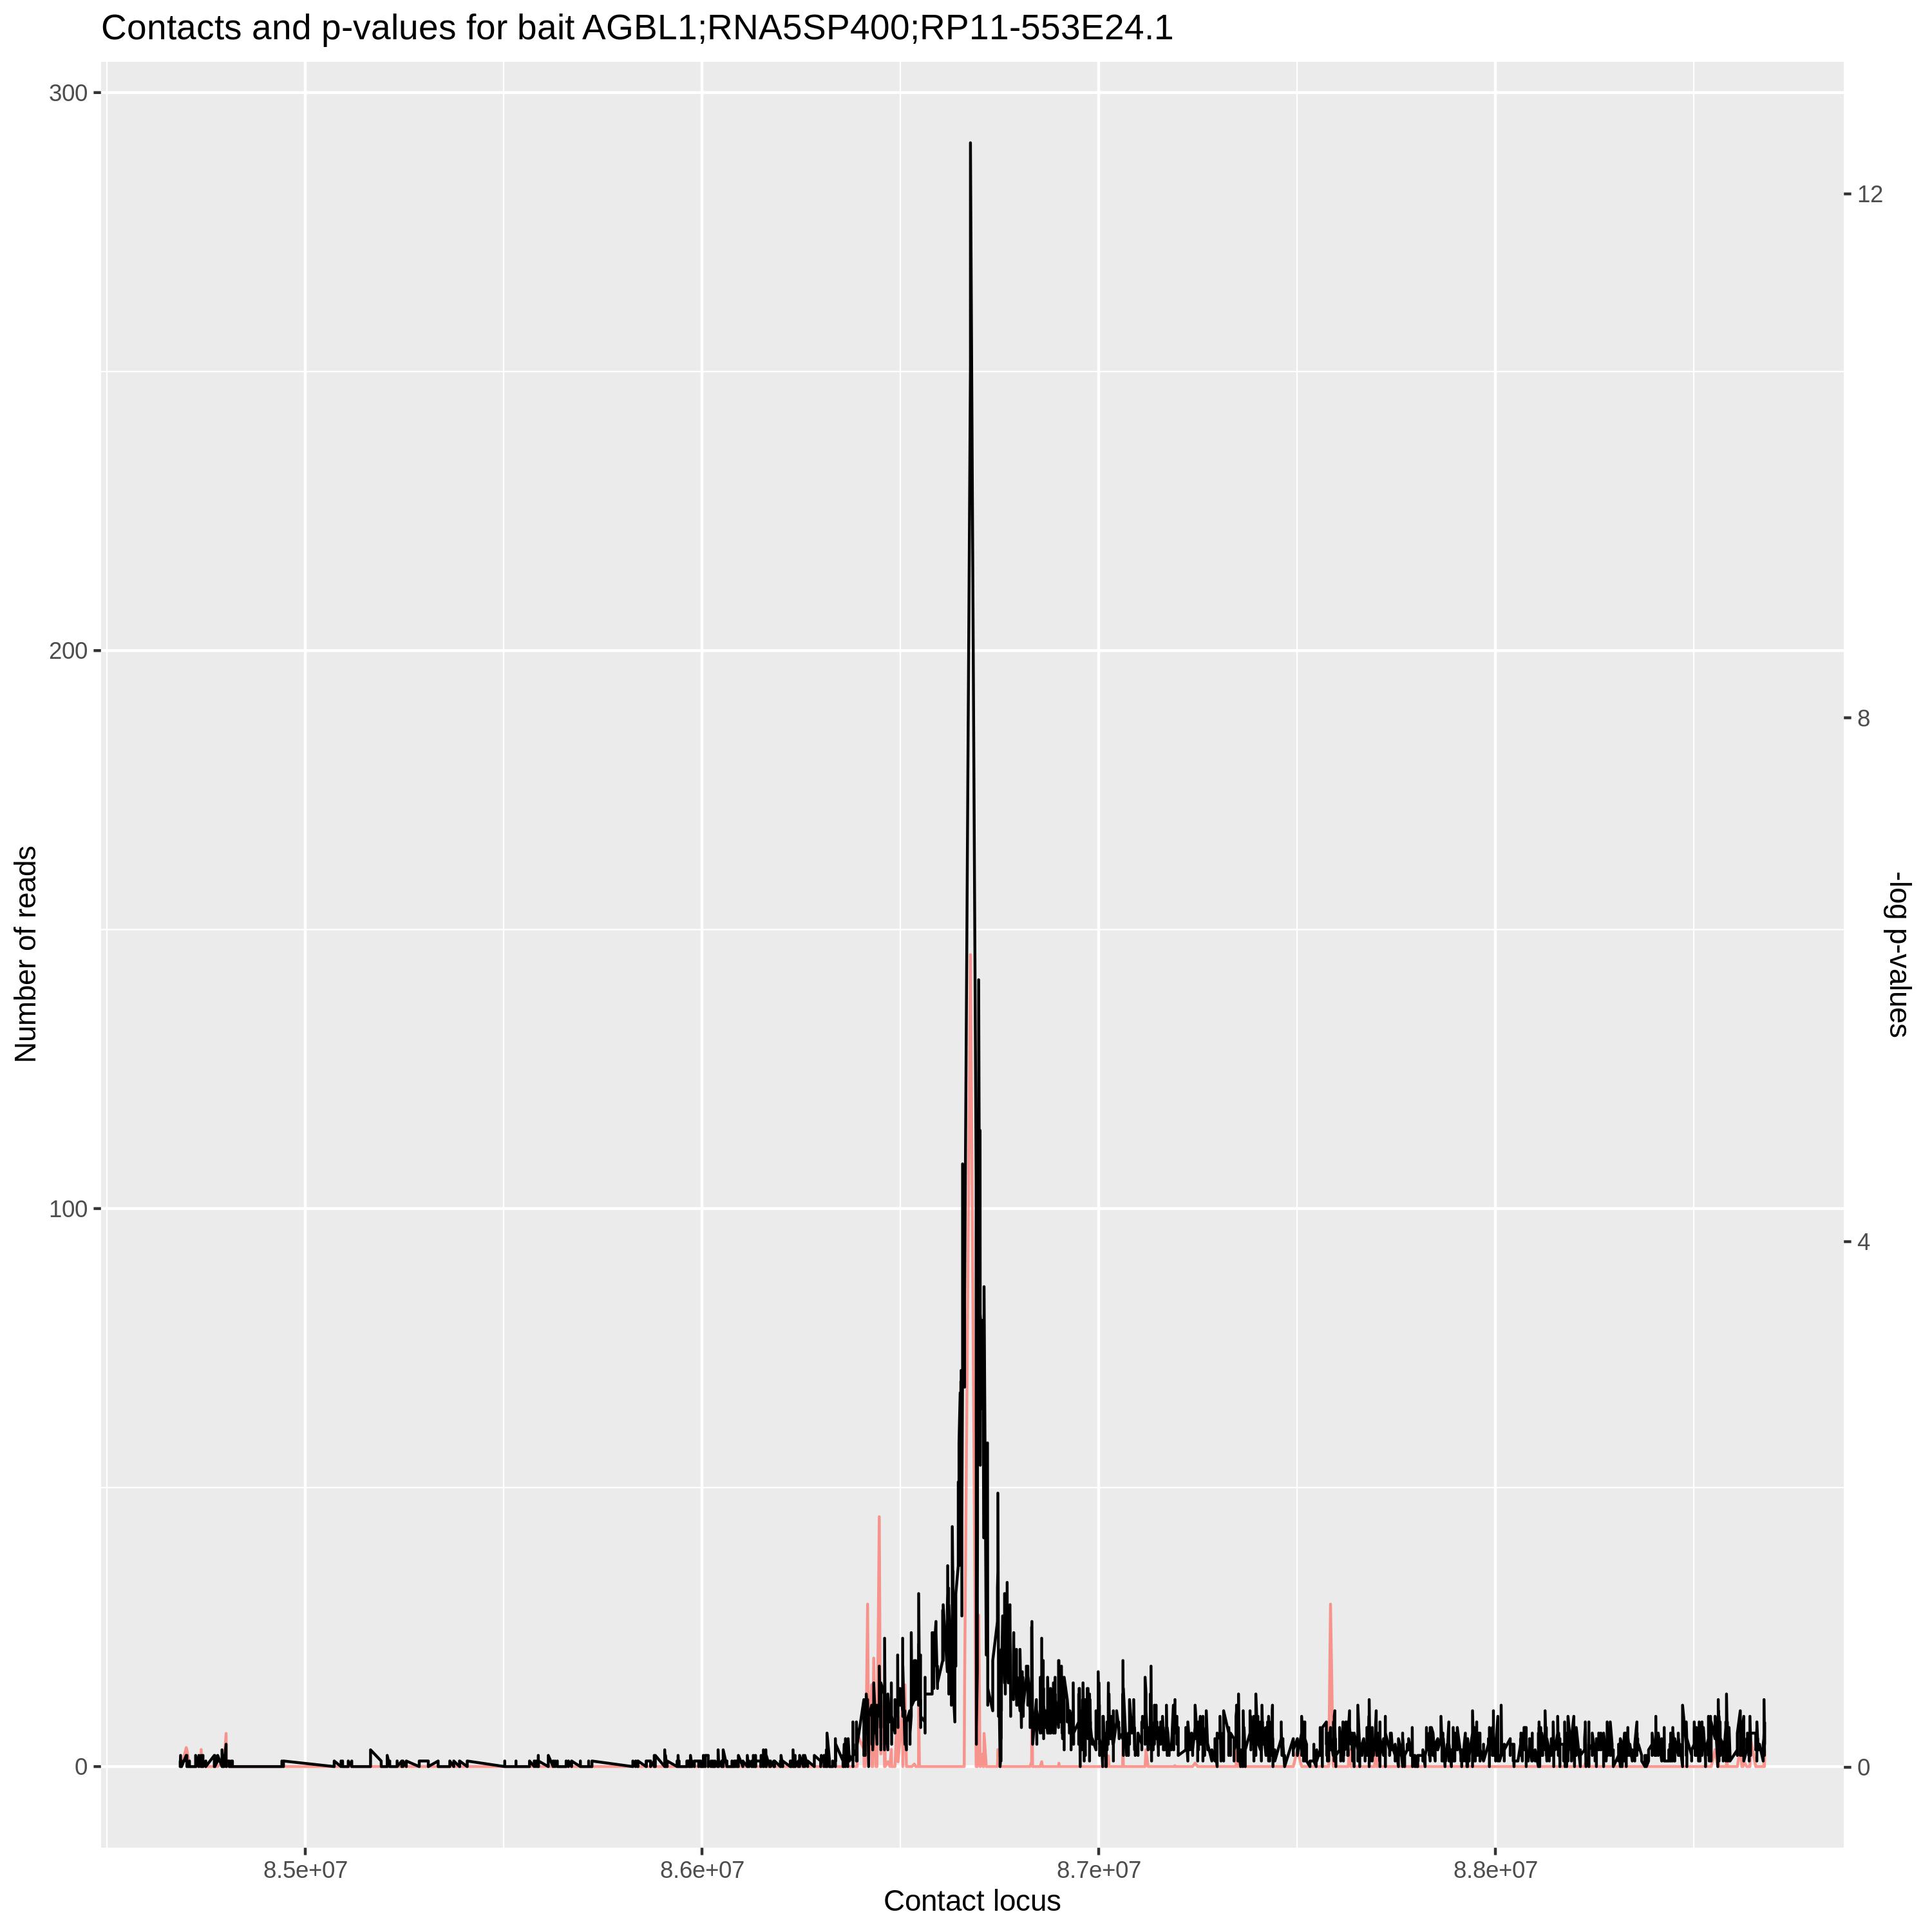 Contacts and p-values for bait AGBL1;RNA5SP400;RP11-553E24.1
300
200
100
0
Number of reads
12
8
4
0
-log p-values
8.5e+07
8.6e+07
8.7e+07
8.8e+07
Contact locus